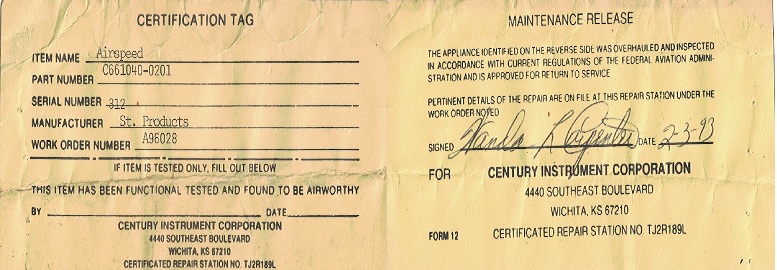 CERTIFICATION TAG
ITEM NAME Airspeed
PART NUMBER C661040-0201
SERIAL NUMBER 312
MANUFACTURER St. Products
WORK ORDER NUMBER A96028
IF ITEM IS TESTED ONLY, FILL OUT BELOW
THIS ITEM HAS BEEN FUNCTIONAL TESTED AND FOUND TO BE AIRWORTHY
BY DATE
CENTURY INSTRUMENT CORPORATION
4440 SOUTHEAST BOULEVARD
WICHITA, KS 67210
CERTIFICATED REPAIR STATION NO. TJ2R189L
MAINTENANCE RELEASE
THE APPLIANCE IDENTIFIED ON THE REVERSE SIDE WAS OVERHAULED AND INSPECTED
IN ACCORDANCE WITH CURRENT REGULATIONS OF THE FEDERAL AVIATION ADMINI-
STRATION AND IS APPROVED FOR RETURN TO SERVICE
PERTINENT DETAILS OF THE REPAIR ARE ON FILE AT THIS REPAIR STATION UNDER THE
WORK ORDER NOTED
SIGNED Wanda L Carpenter DATE 2-3-93
FOR CENTURY INSTRUMENT CORPORATION
4440 SOUTHEAST BOULEVARD
WICHITA, KS 67210
FORM 12 CERTIFICATED REPAIR STATION NO. TJ2R189L